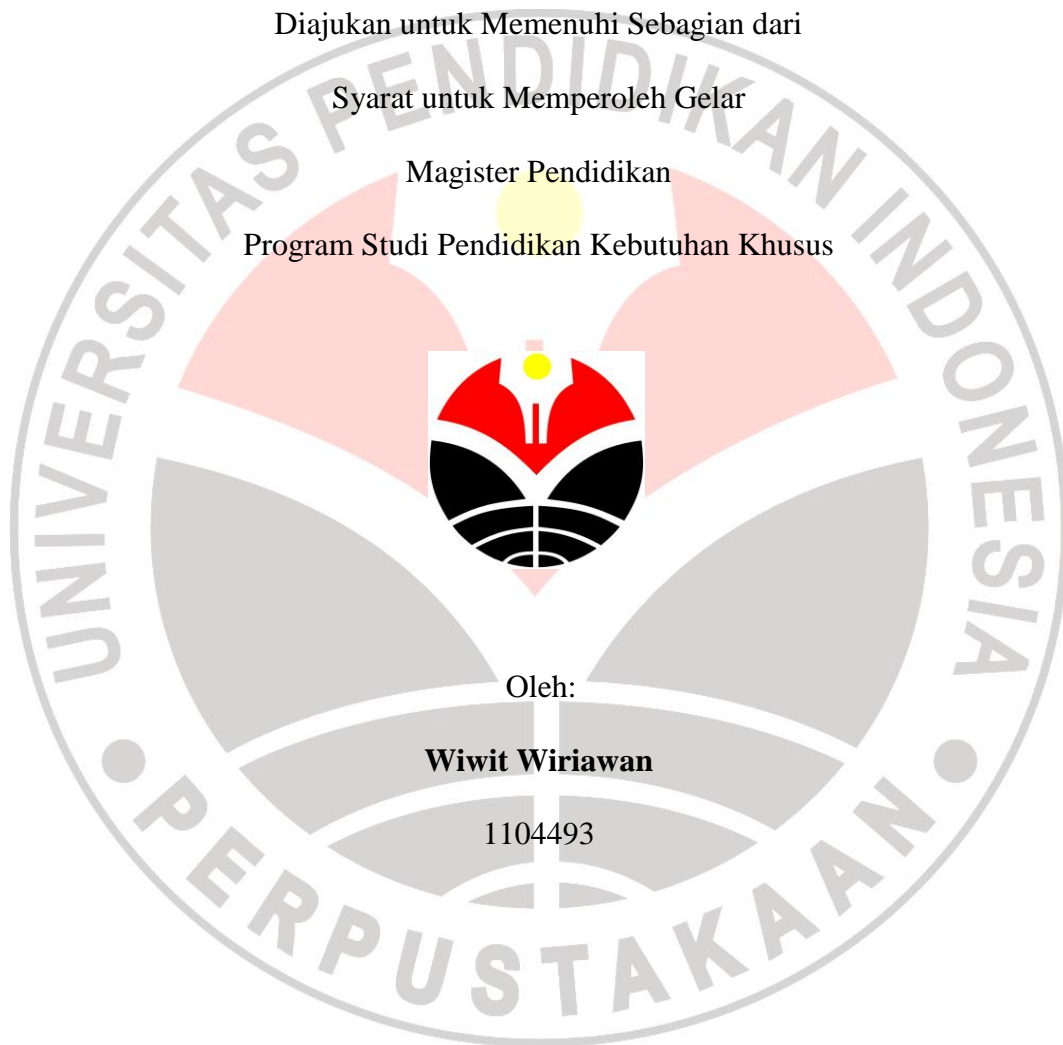 Diajukan untuk Memenuhi Sebagian dari
Syarat untuk Memperoleh Gelar
Magister Pendidikan
Program Studi Pendidikan Kebutuhan Khusus
Oleh:
Wiwit Wiriawan
1104493
UNIVERSITAS PENDIDIKAN INDONESIA
PERPUSTAKAAN